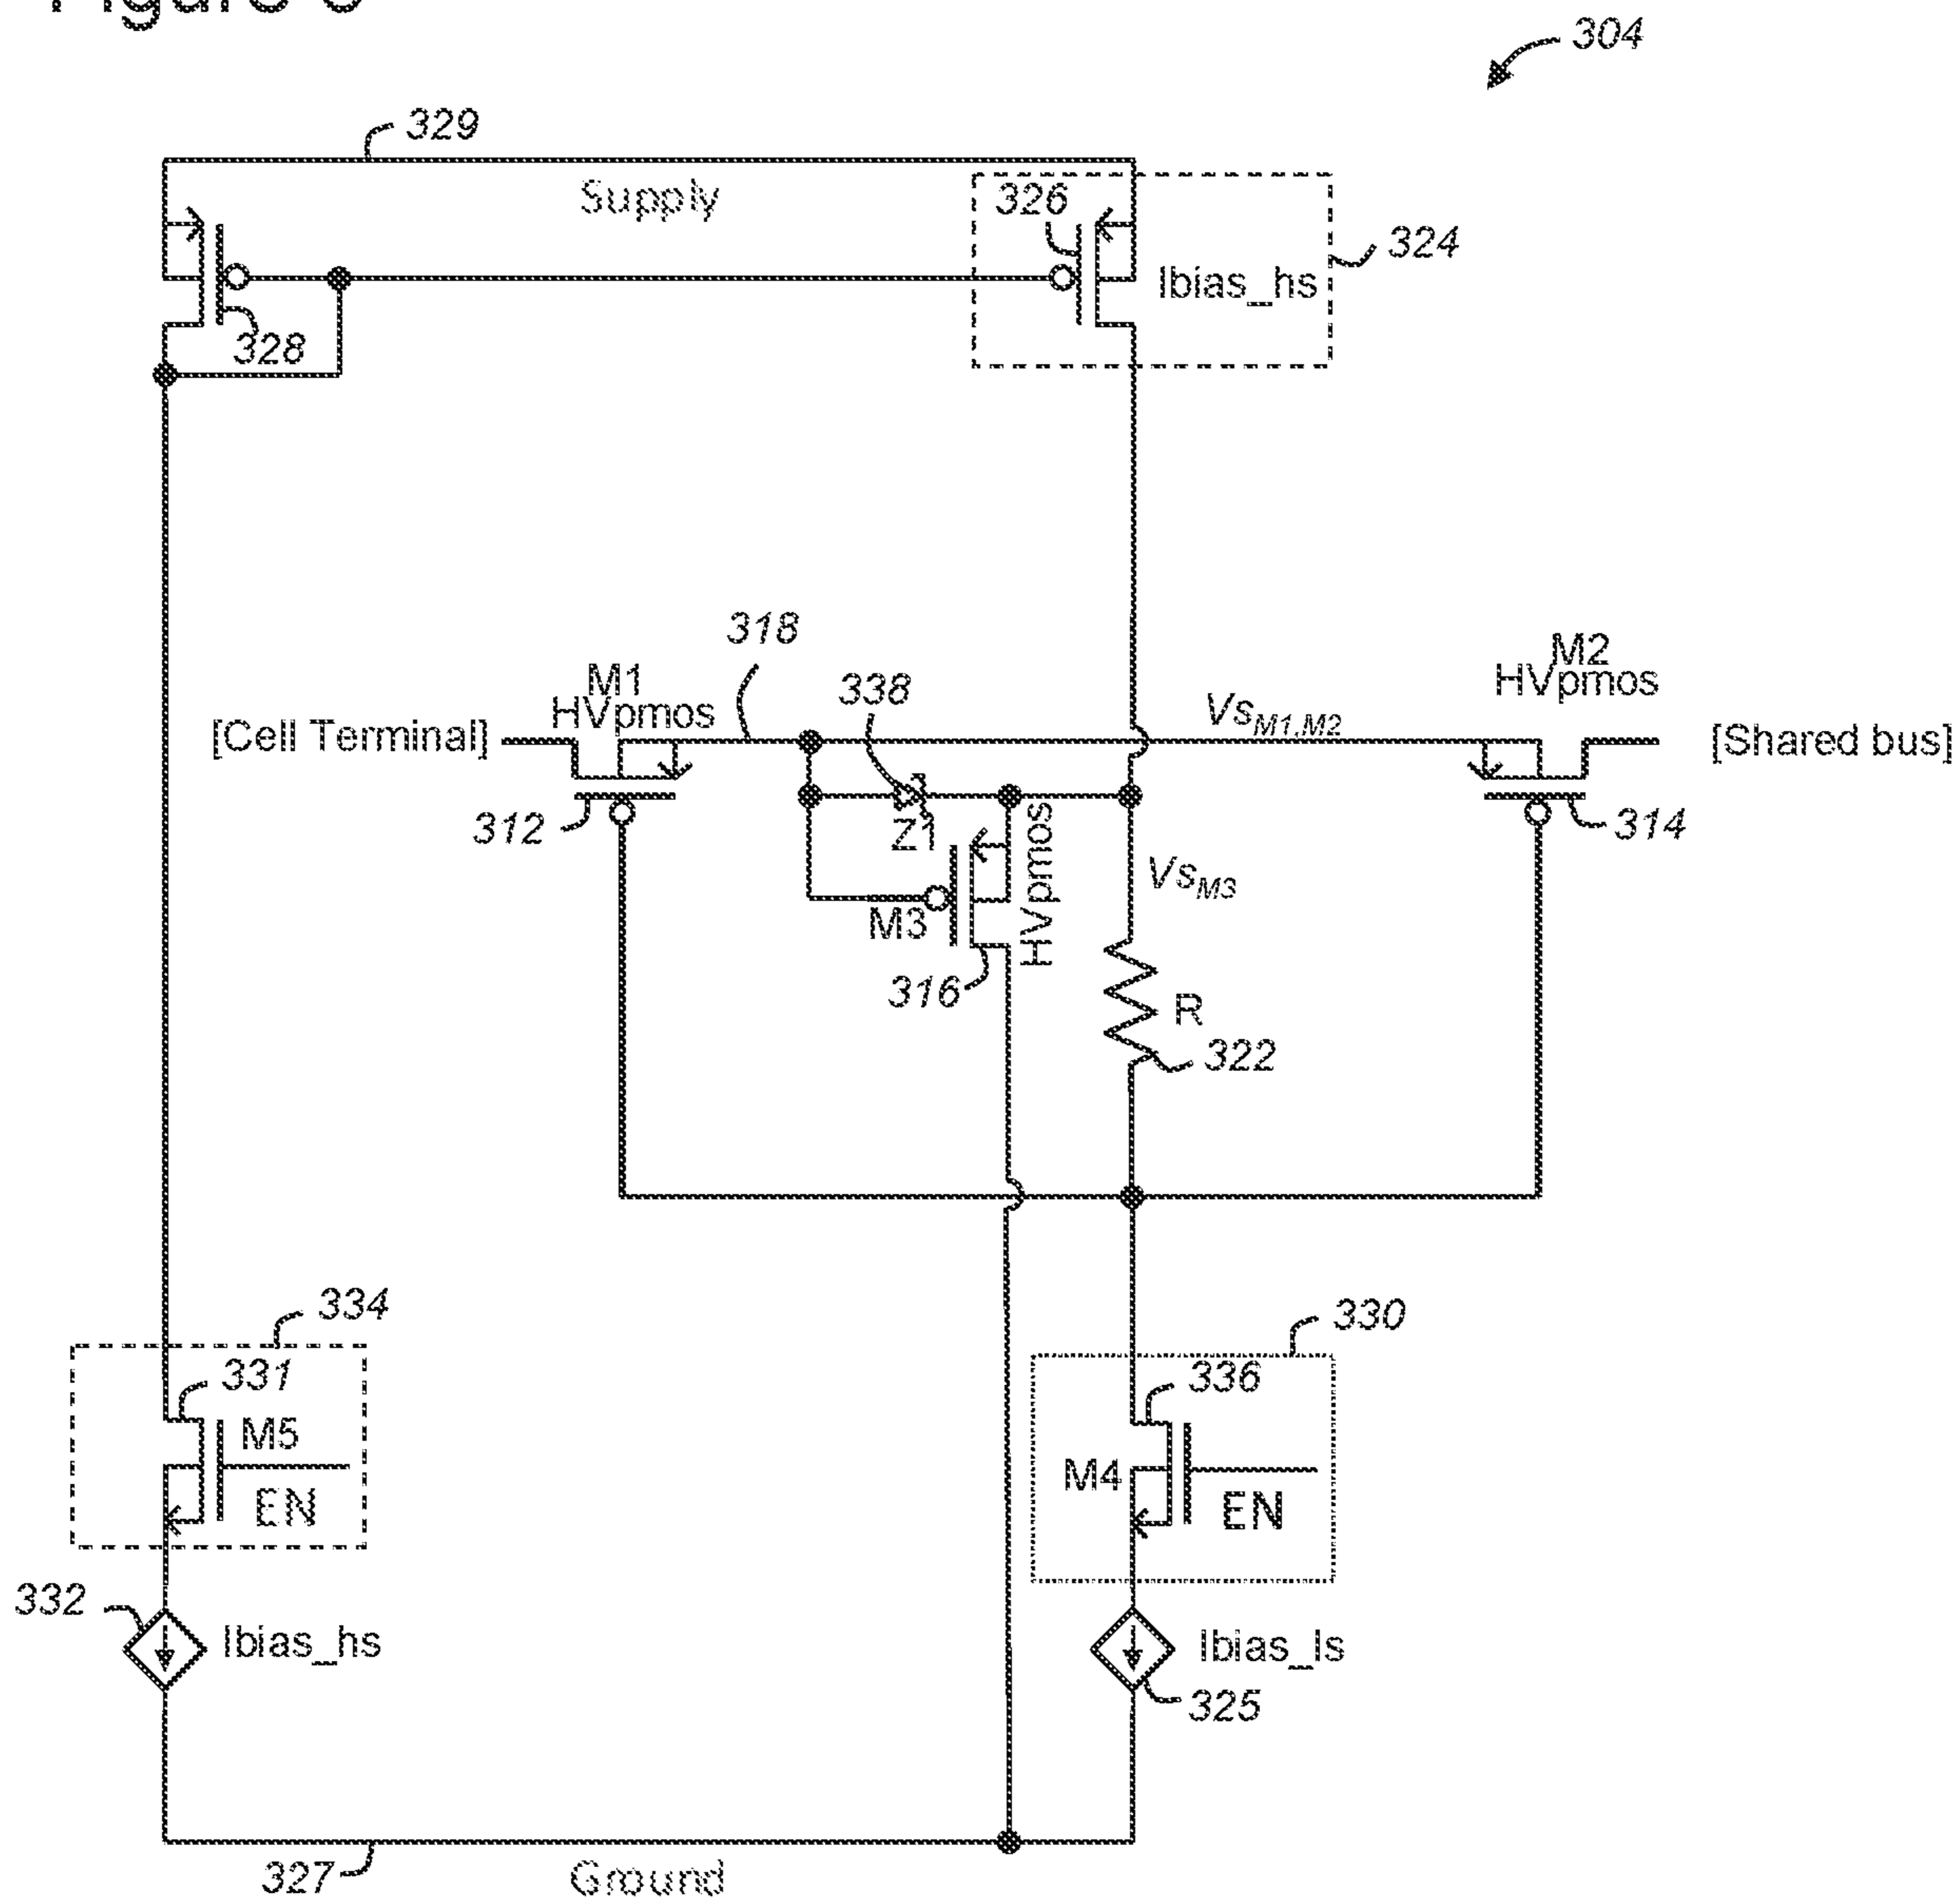 304
329
Supply
326
324
Ibias_hs
328
318
M1
HVpmos
338
VsM1,M2
M2
HVpmos
[Cell Terminal]
[Shared bus]
312
Z1
HVpmos
314
VsM3
M3
316
R
322
334
330
331
336
M5
M4
EN
EN
332
Ibias_hs
Ibias_ls
325
327
Ground